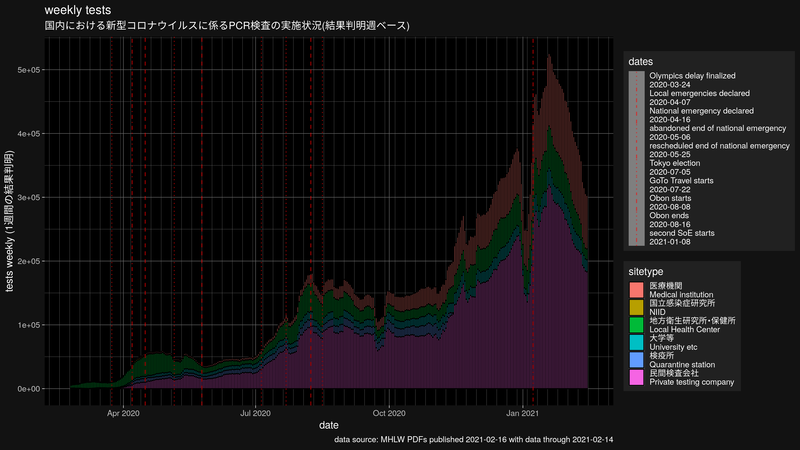 weekly tests
国内における新型コロナウイルスに係るPCR検査の実施状況(結果判明週ベース)
5e+05
4e+05
3e+05
2e+05
1e+05
0e+00
tests weekly (1週間の結果判明)
Apr 2020
Jul 2020
Oct 2020
Jan 2021
date
data source: MHLW PDFs published 2021-02-16 with data through 2021-02-14
dates
Olympics delay finalized
2020-03-24
Local emergencies declared
2020-04-07
National emergency declared
2020-04-16
abandoned end of national emergency
2020-05-06
rescheduled end of national emergency
2020-05-25
Tokyo election
2020-07-05
GoTo Travel starts
2020-07-22
Obon starts
2020-08-08
Obon ends
2020-08-16
second SoE starts
2021-01-08
sitetype
医療機関
Medical institution
国立感染症研究所
NIID
地方衛生研究所・保健所
Local Health Center
大学等
University etc
検疫所
Quarantine station
民間検査会社
Private testing company